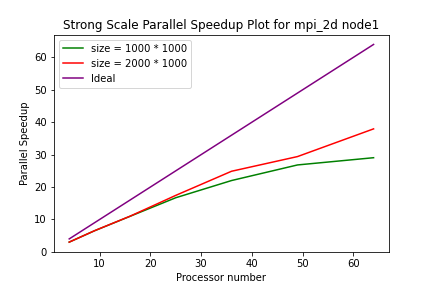 Strong Scale Parallel Speedup Plot for mpi_2d node1
size = 1000 * 1000
size = 2000 * 1000
Ideal
Parallel Speedup
60
50
40
30
20
10
0
10 20 30 40 50 60
Processor number